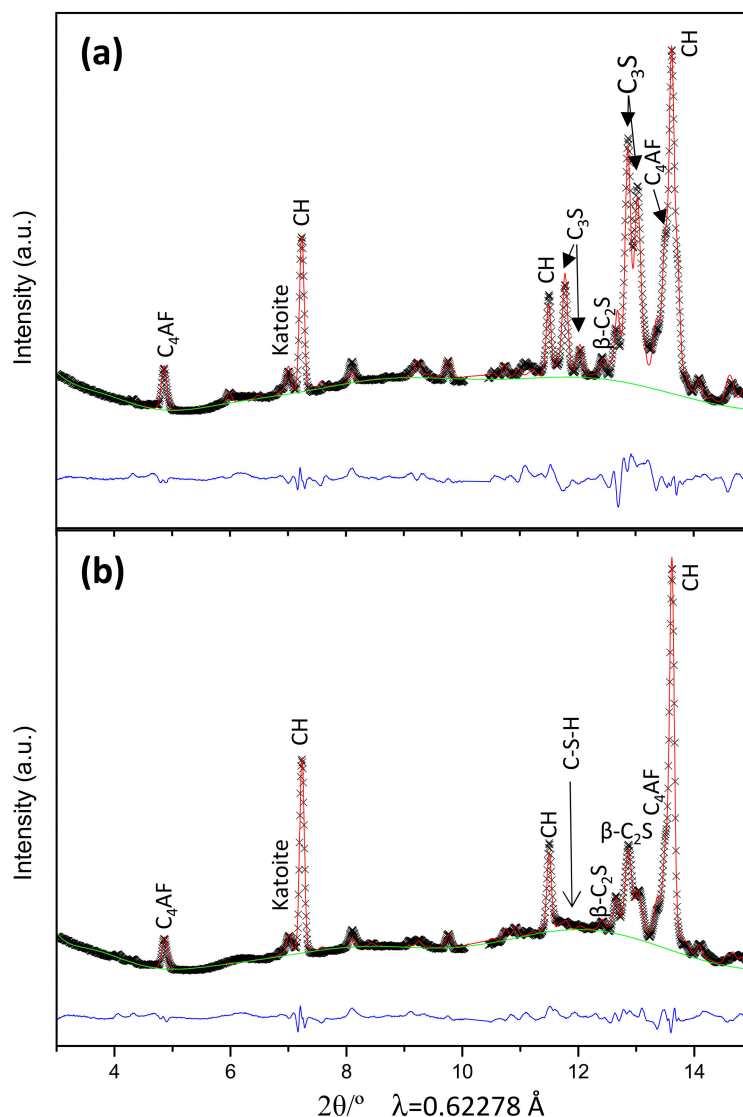 (a)
CH
C₃S
C₄AF
CH
C₃S
CH
β-C₂S
Katoite
C₄AF
Intensity (a.u.)
(b)
CH
CH
C-S-H
C₄AF
β-C₂S
CH
β-C₂S
Katoite
C₄AF
Intensity (a.u.)
4 6 8 10 12 14
2θ/º λ=0.62278 Å